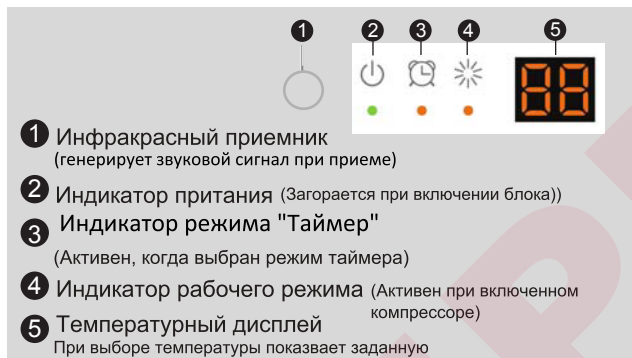 1 2 3 4 5
88
1 Инфракрасный приемник
(генерирует звуковой сигнал при приеме)
2 Индикатор притания (Загорается при включении блока))
3 Индикатор режима "Таймер"
(Активен, когда выбран режим таймера)
4 Индикатор рабочего режима (Активен при включенном
компрессоре)
5 Температурный дисплей
При выборе температуры показвает заданную